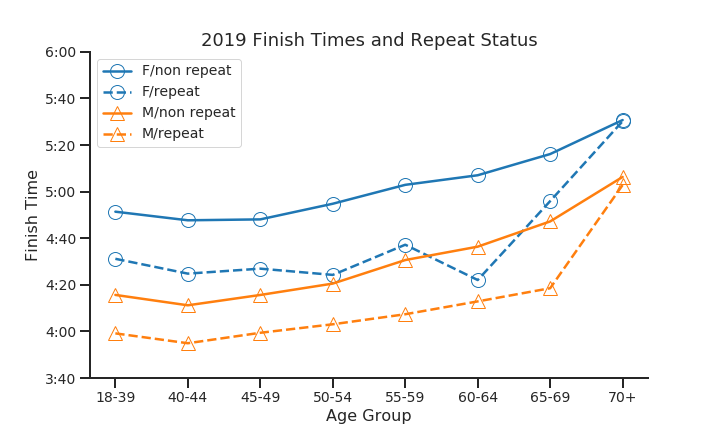 2019 Finish Times and Repeat Status
6:00
5:40
5:20
5:00
4:40
4:20
4:00
3:40
Finish Time
F/non repeat
F/repeat
M/non repeat
M/repeat
18-39 40-44 45-49 50-54 55-59 60-64 65-69 70+
Age Group